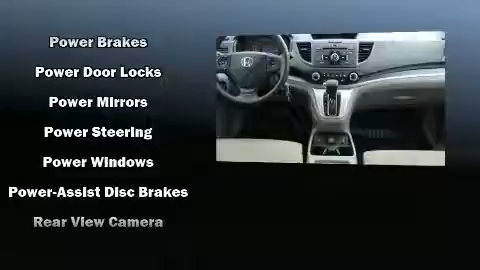 Power Brakes
Power Door Locks
Power Mirrors
Power Steering
Power Windows
Power-Assist Disc Brakes
Rear View Camera